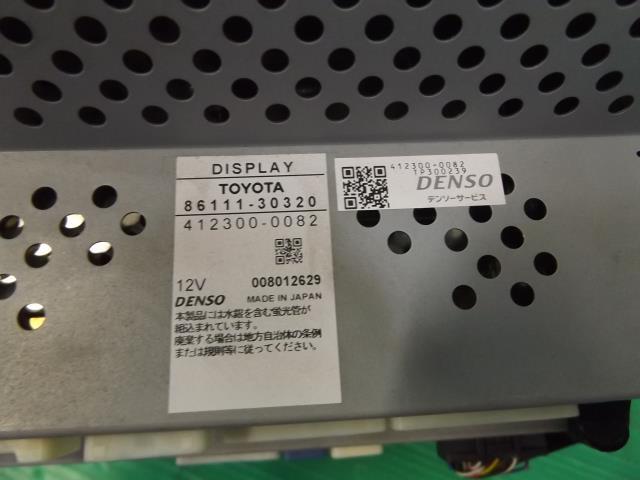 DISPLAY
TOYOTA
86111-30320
412300-0082
12V 008012629
DENSO MADE IN JAPAN
本製品には水銀を含む蛍光管が
組込まれています。
廃棄する場合は地方自治体の条例
または規則等に従ってください。
412300-0082
TP300239
DENSO
デンソーサービス